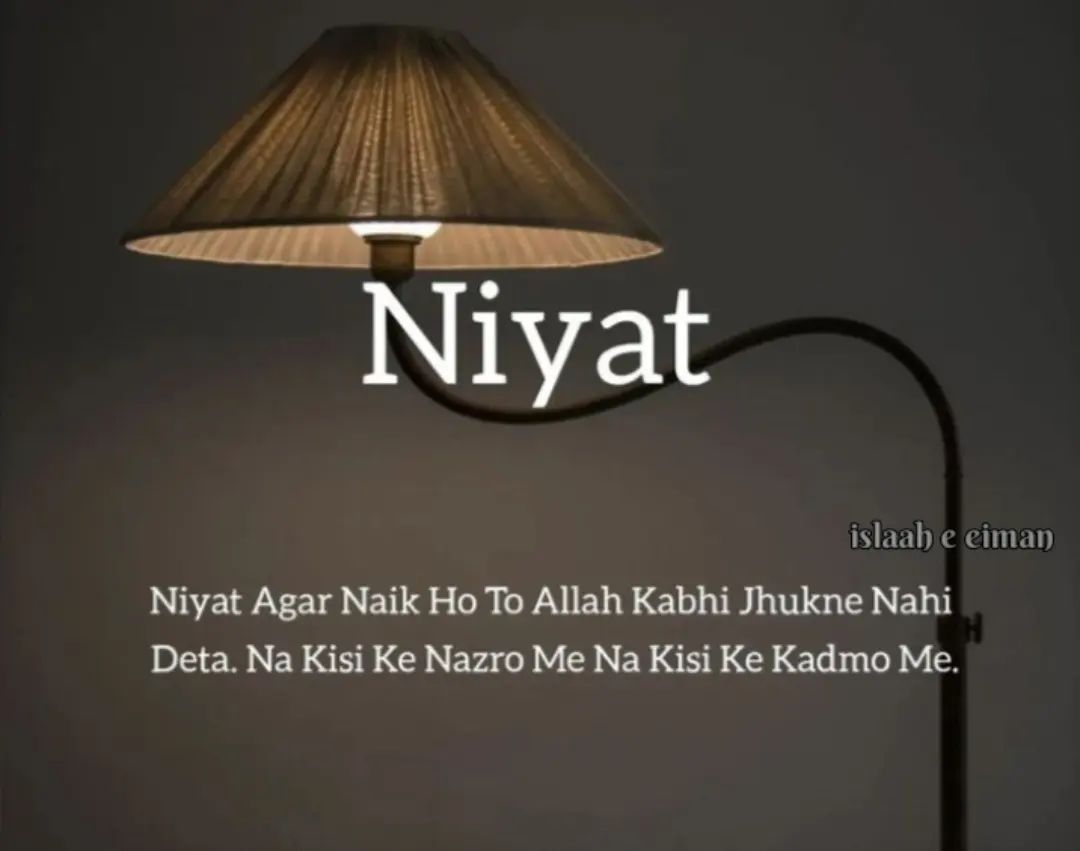 Niyat
islaah e eiman
Niyat Agar Naik Ho To Allah Kabhi Jhukne Nahi
Deta. Na Kisi Ke Nazro Me Na Kisi Ke Kadmo Me.